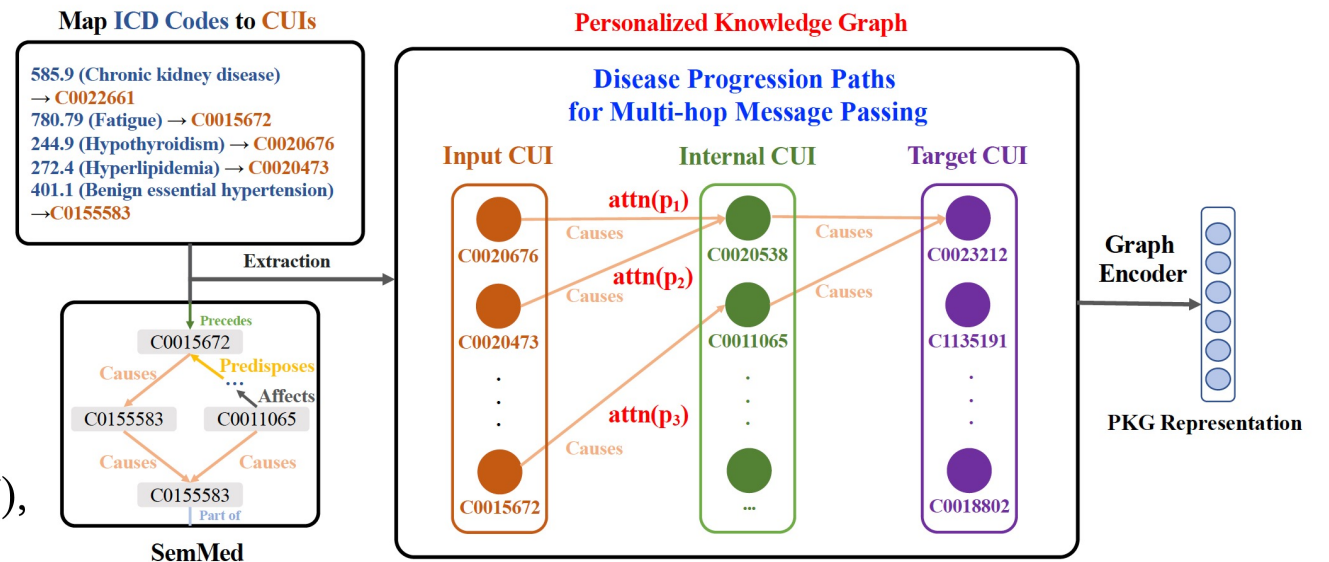 Map ICD Codes to CUIs
585.9 (Chronic kidney disease)
→ C0022661
780.79 (Fatigue) → C0015672
244.9 (Hypothyroidism) → C0020676
272.4 (Hyperlipidemia) → C0020473
401.1 (Benign essential hypertension)
→C0155583
Extraction
Precedes
C0015672
Predisposes
Causes
...
Affects
C0155583
C0011065
Causes
Causes
C0155583
Part of
SemMed
),
Personalized Knowledge Graph
Disease Progression Paths
for Multi-hop Message Passing
Input CUI
Internal CUI
Target CUI
attn(p1)
Causes
Causes
C0020676
C0020538
C0023212
attn(p2)
Causes
Causes
C0020473
C0011065
C1135191
attn(p3)
Causes
C0015672
...
C0018802
Graph
Encoder
PKG Representation